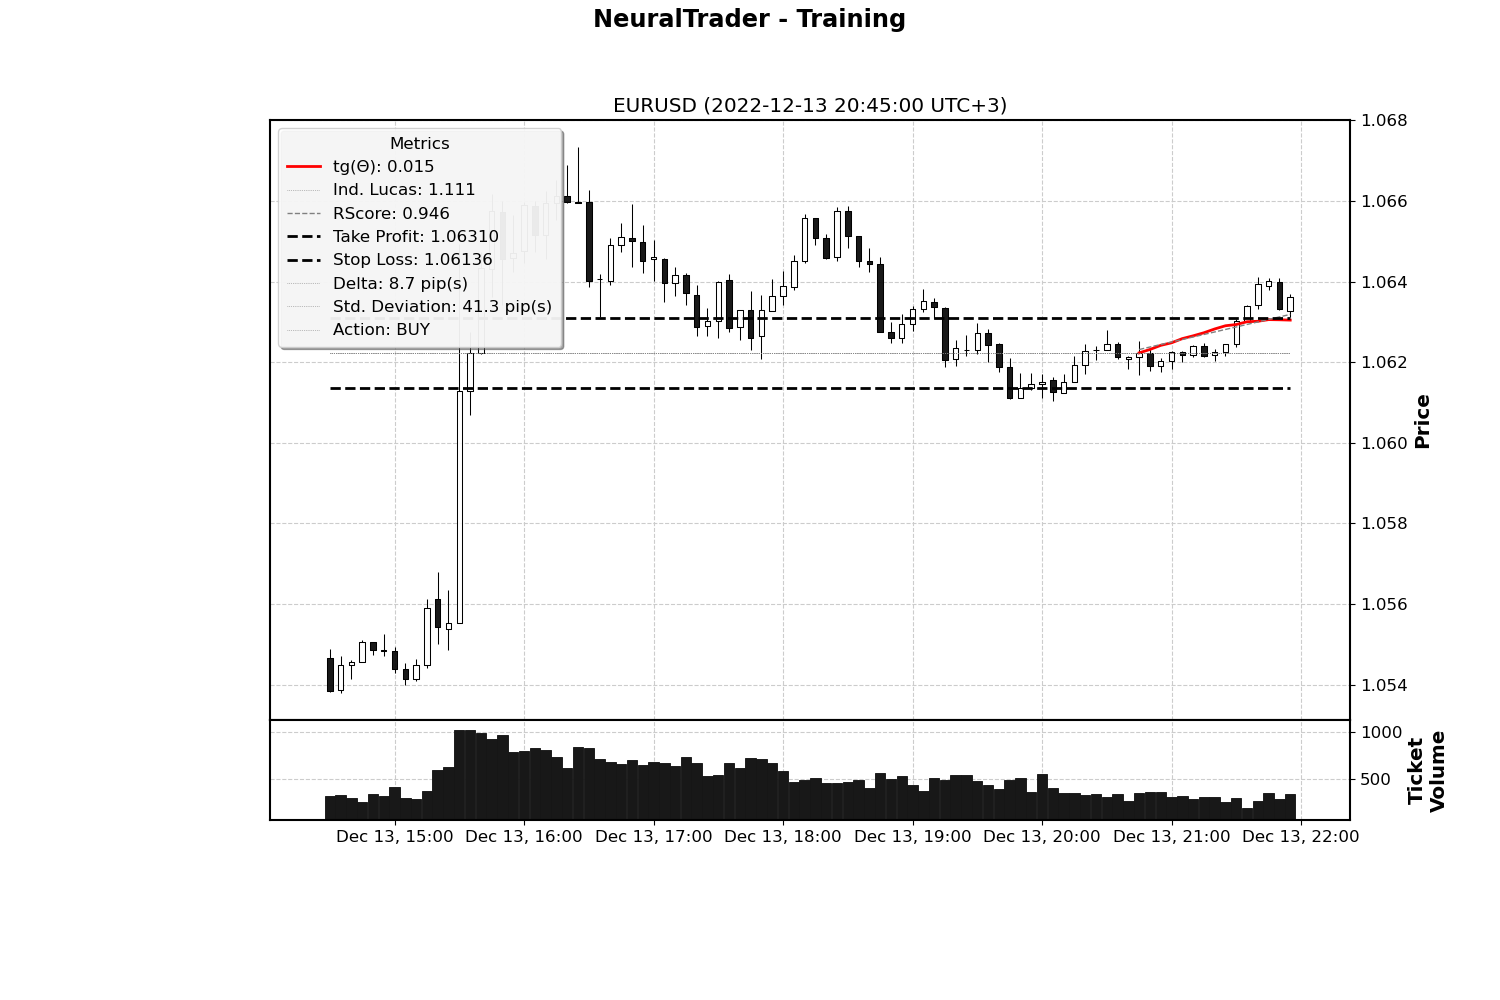 NeuralTrader - Training
EURUSD (2022-12-13 20:45:00 UTC+3)
Metrics
tg(Θ): 0.015
Ind. Lucas: 1.111
RScore: 0.946
Take Profit: 1.06310
Stop Loss: 1.06136
Delta: 8.7 pip(s)
Std. Deviation: 41.3 pip(s)
Action: BUY
1.068
1.066
1.064
1.062
1.060
1.058
1.056
1.054
Price
1000
500
Ticket
Volume
Dec 13, 15:00 Dec 13, 16:00 Dec 13, 17:00 Dec 13, 18:00 Dec 13, 19:00 Dec 13, 20:00 Dec 13, 21:00 Dec 13, 22:00